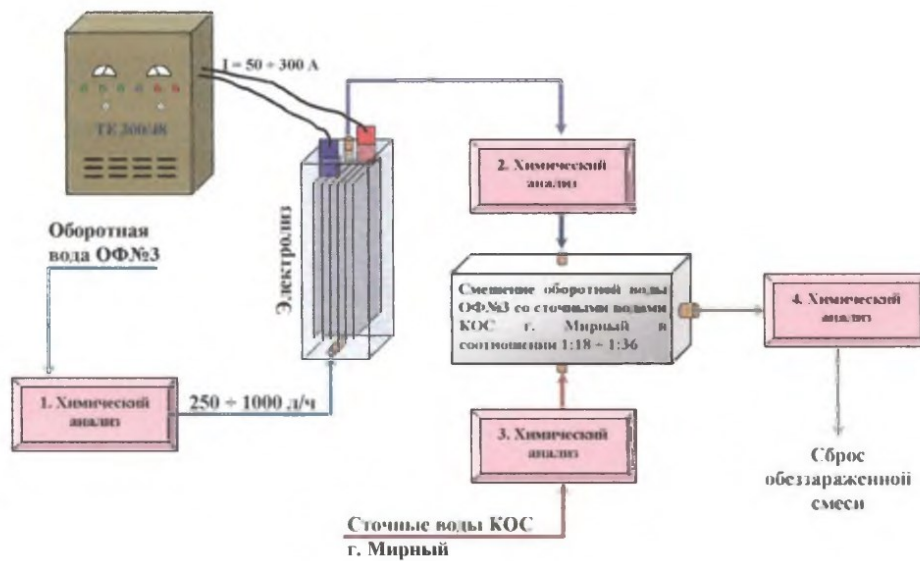 I = 50 ÷ 300 А
ТЕ 300/48
Оборотная
вода ОФ№3
Электролиз
2. Химический
анализ
Смешение оборотной воды
ОФ№3 со сточными водами
КОС г. Мирный в
соотношении 1:18 ÷ 1:36
4. Химический
анализ
1. Химический
анализ
250 ÷ 1000 л/ч
3. Химический
анализ
Сброс
обеззараженной
смеси
Сточные воды КОС
г. Мирный